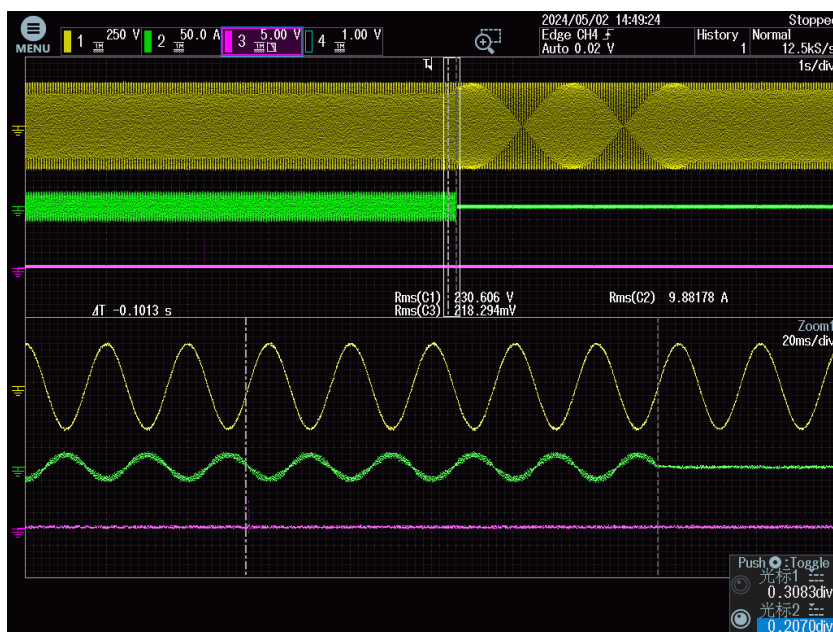 2024/05/02 14:49:24 Stopped
MENU 1 250 V 2 50.0 A 3 5.00 V 4 1.00 V Edge CH4 History Normal
Auto 0.02 V 1 12.5kS/s
1s/div
Rms(C1) 230.606 V Rms(C2) 9.88178 A
ΔT -0.1013 s Rms(C3) 218.294mV
Zoom1
20ms/div
Push :Toggle
光标1
0.3083div
光标2
0.2070div